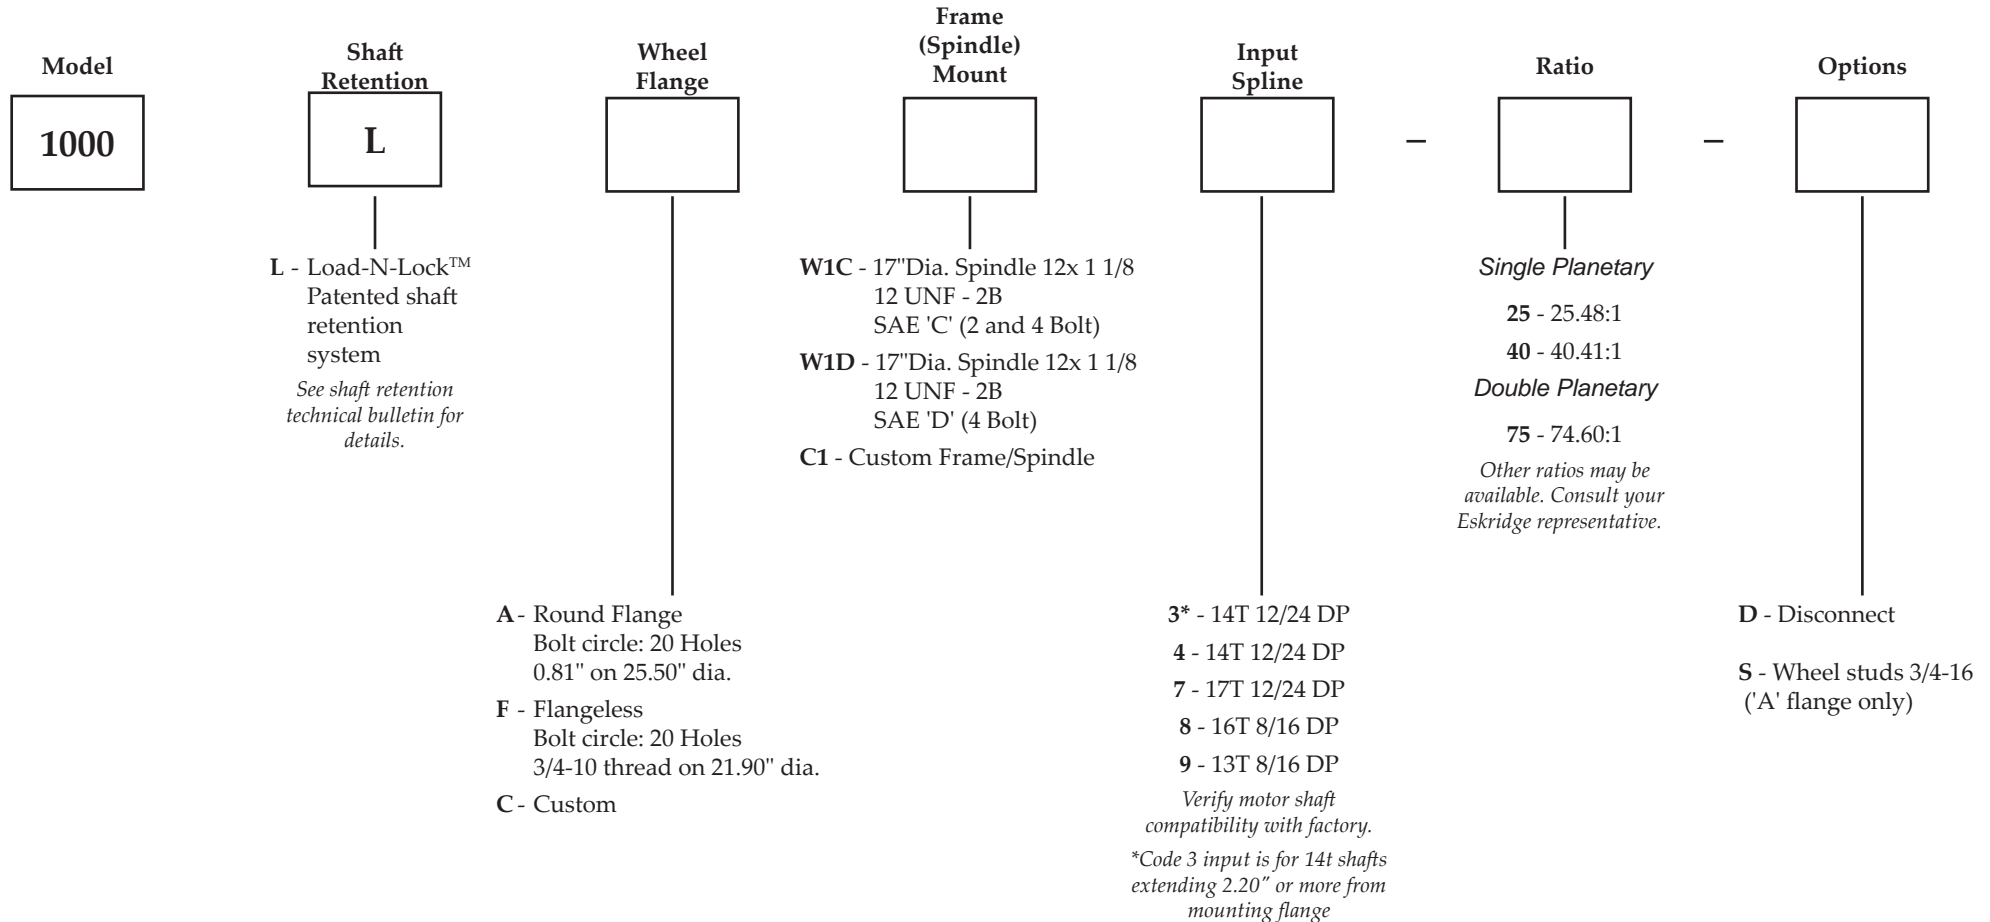 Model
1000
Shaft
Retention
L
L - Load-N-Lock™
Patented shaft
retention
system
See shaft retention
technical bulletin for
details.
Wheel
Flange
A - Round Flange
Bolt circle: 20 Holes
0.81" on 25.50" dia.
F - Flangeless
Bolt circle: 20 Holes
3/4-10 thread on 21.90" dia.
C - Custom
Frame
(Spindle)
Mount
W1C - 17"Dia. Spindle 12x 1 1/8
12 UNF - 2B
SAE 'C' (2 and 4 Bolt)
W1D - 17"Dia. Spindle 12x 1 1/8
12 UNF - 2B
SAE 'D' (4 Bolt)
C1 - Custom Frame/Spindle
Input
Spline
3* - 14T 12/24 DP
4 - 14T 12/24 DP
7 - 17T 12/24 DP
8 - 16T 8/16 DP
9 - 13T 8/16 DP
Verify motor shaft
compatibility with factory.
*Code 3 input is for 14t shafts
extending 2.20" or more from
mounting flange
–
Ratio
Single Planetary
25 - 25.48:1
40 - 40.41:1
Double Planetary
75 - 74.60:1
Other ratios may be
available. Consult your
Eskridge representative.
–
Options
D - Disconnect
S - Wheel studs 3/4-16
('A' flange only)